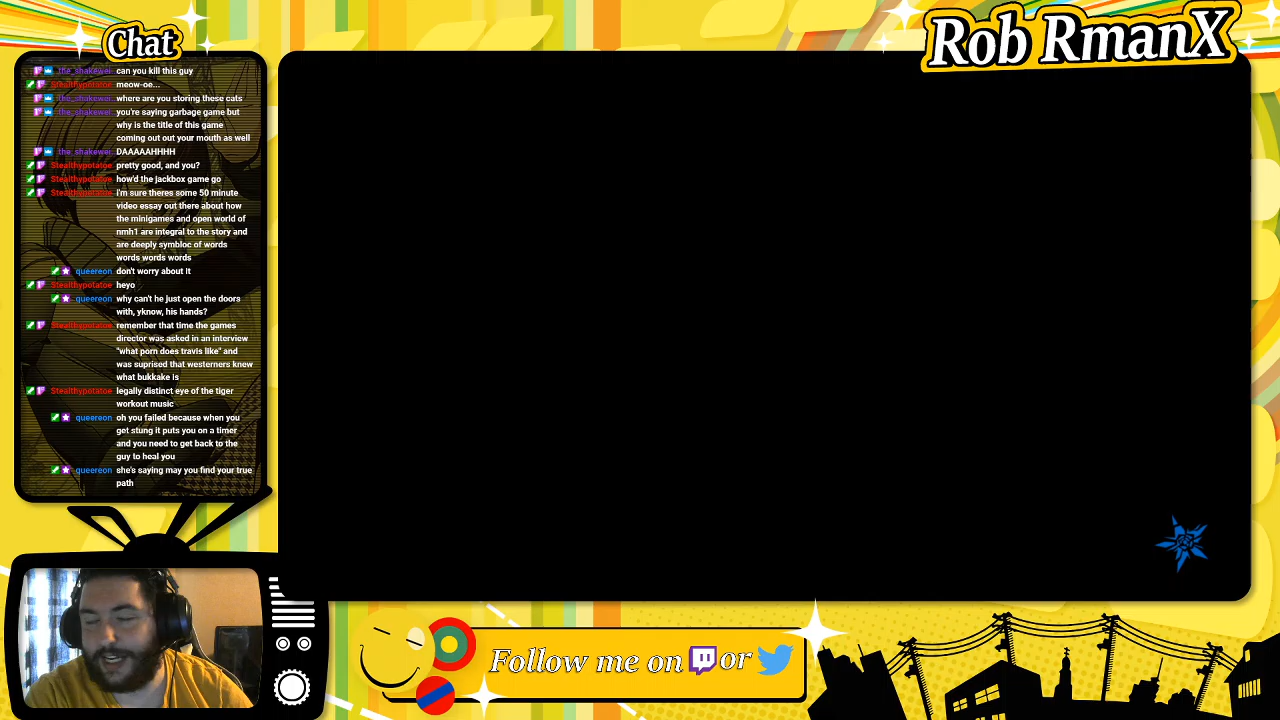 Chat
Rob RmanX
the_shakewei can you kill this guy
Stealthypotatoe meow-oe...
the_shakewei where are you storing these cats
the_shakewei you're saying garbage game but
why is the title of this game
coming out out your mouth as well
the_shakewei DAAAAAHHHH
Stealthypotatoe pretty good, and you?
Stealthypotatoe how'd the jackbox game go
Stealthypotatoe I'm sure theres some 50 minute
video essay out there about how
the minigames and open world of
nmh1 are integral to the story and
are deeply symbloc of words
words words words
queereon don't worry about it
Stealthypotatoe heyo
queereon why can't he just open the doors
with, yknow, his hands?
Stealthypotatoe remember that time the games
director was asked in an interview
"what porn does travis like" and
was suprised that westerners knew
what bukkake is
Stealthypotatoe legally distinct eye of the tiger
workout music
queereon oh you failed because when you
get stung it puts you on a timer
and you need to get back to the
guy to heal you
queereon she's saying may you find your true
path
Follow me on or